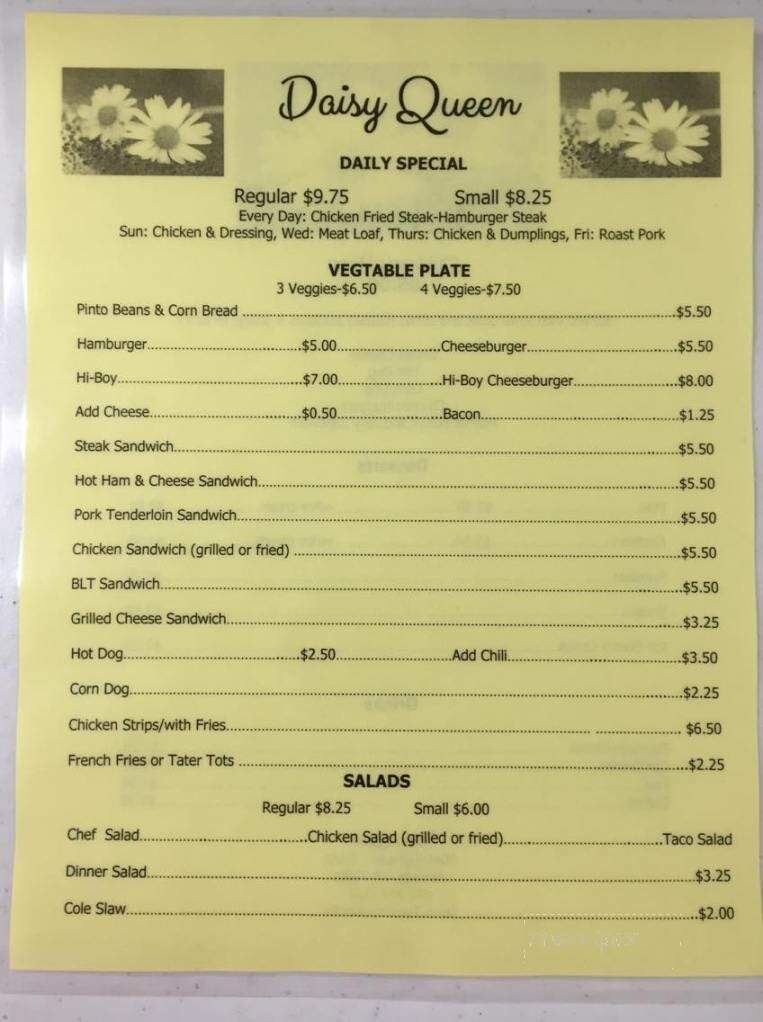 Daisy Queen
DAILY SPECIAL
Regular $9.75 Small $8.25
Every Day: Chicken Fried Steak-Hamburger Steak
Sun: Chicken & Dressing, Wed: Meat Loaf, Thurs: Chicken & Dumplings, Fri: Roast Pork
VEGTABLE PLATE
3 Veggies-$6.50 4 Veggies-$7.50
Pinto Beans & Corn Bread ........ $5.50
Hamburger........$5.00........Cheeseburger........$5.50
Hi-Boy........$7.00........Hi-Boy Cheeseburger........$8.00
Add Cheese........$0.50........Bacon........$1.25
Steak Sandwich........$5.50
Hot Ham & Cheese Sandwich........$5.50
Pork Tenderloin Sandwich........$5.50
Chicken Sandwich (grilled or fried) ........$5.50
BLT Sandwich........$5.50
Grilled Cheese Sandwich........$3.25
Hot Dog........$2.50........Add Chili........$3.50
Corn Dog........$2.25
Chicken Strips/with Fries........ $6.50
French Fries or Tater Tots ........$2.25
SALADS
Regular $8.25 Small $6.00
Chef Salad........Chicken Salad (grilled or fried)........Taco Salad
Dinner Salad........$3.25
Cole Slaw........$2.00